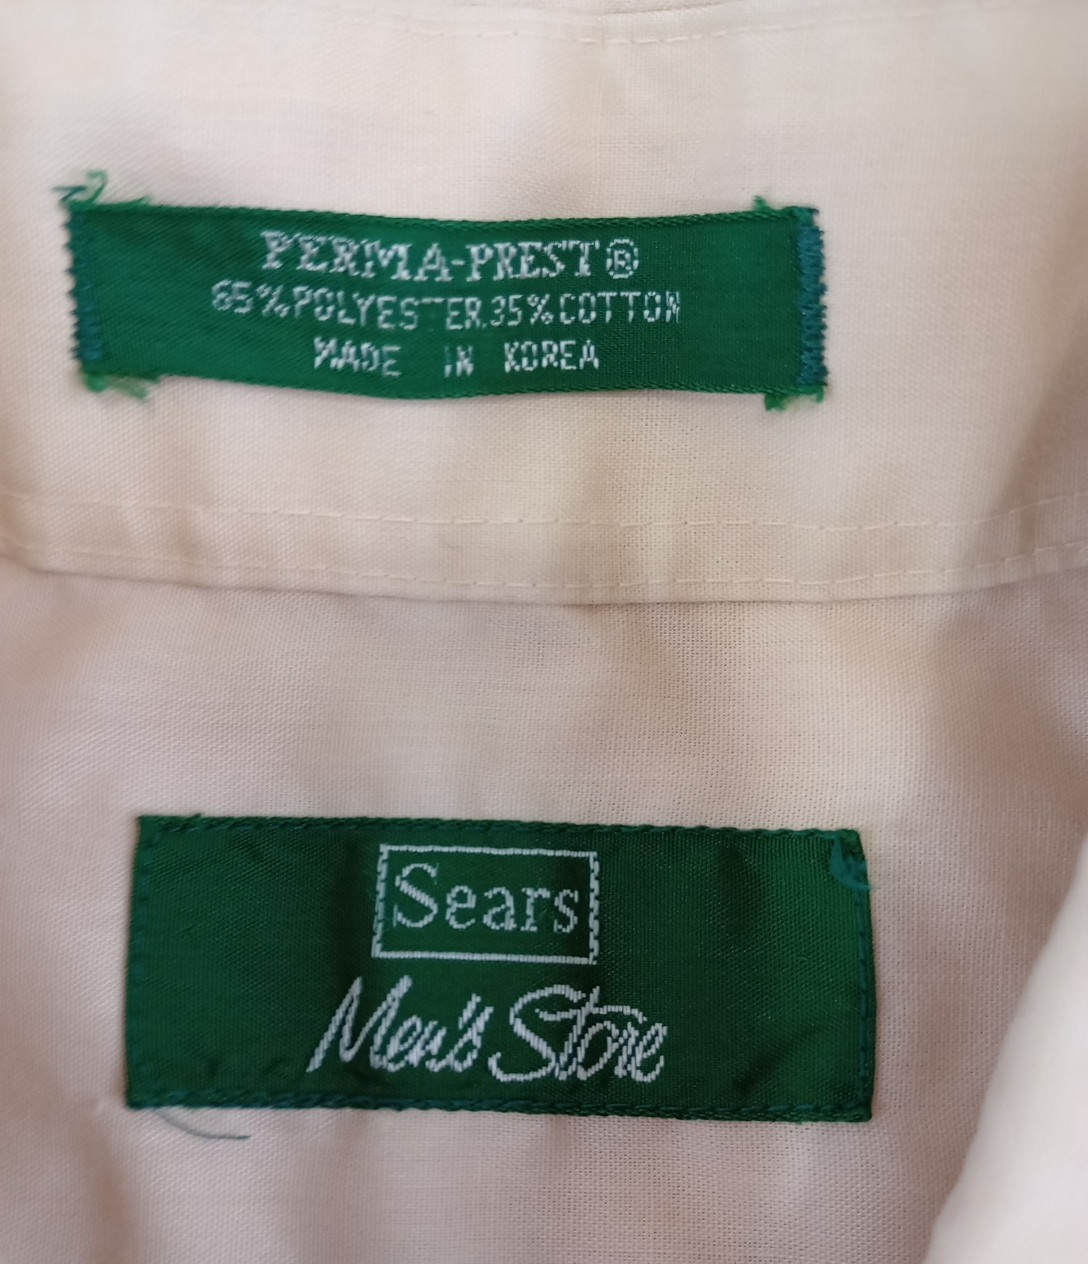 PERMA-PREST®
65%POLYESTER.35%COTTON
MADE IN KOREA
Sears
Men's Store